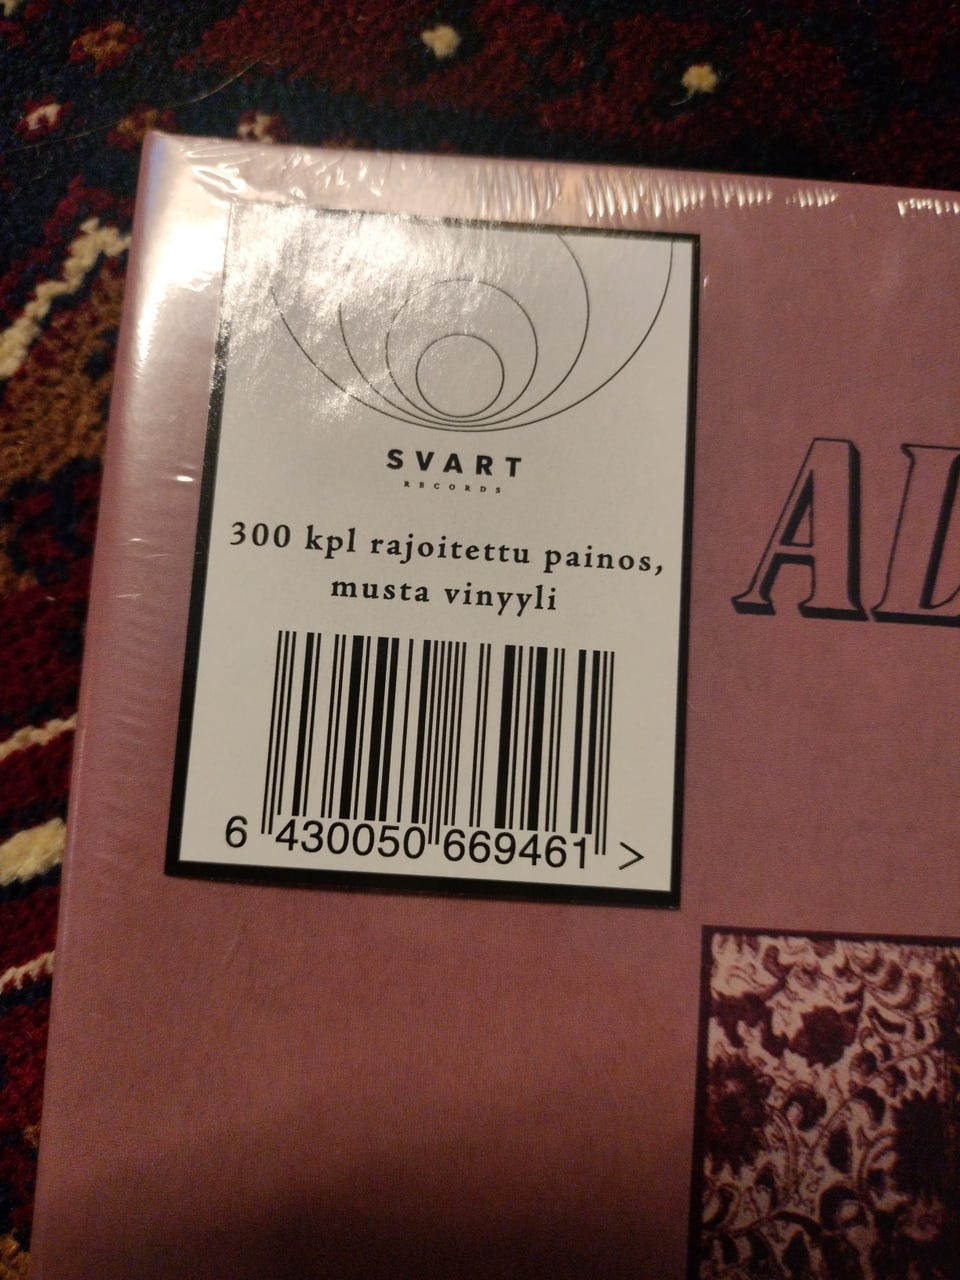 SVART
RECORDS
300 kpl rajoitettu painos,
musta vinyyli
6 430050 669461 >